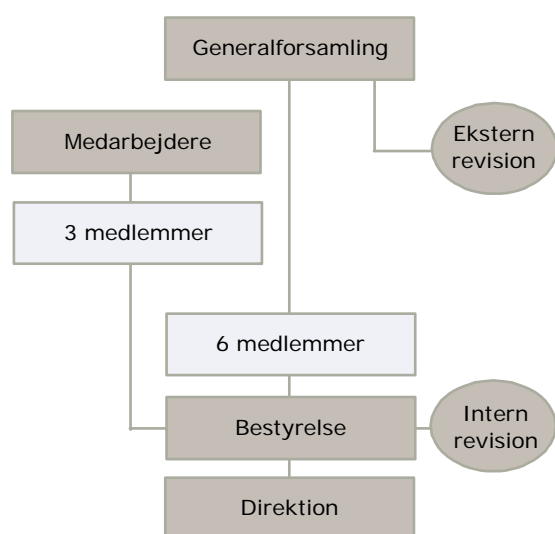 Generalforsamling
Ekstern
revision
Medarbejdere
3 medlemmer
6 medlemmer
Bestyrelse
Intern
revision
Direktion